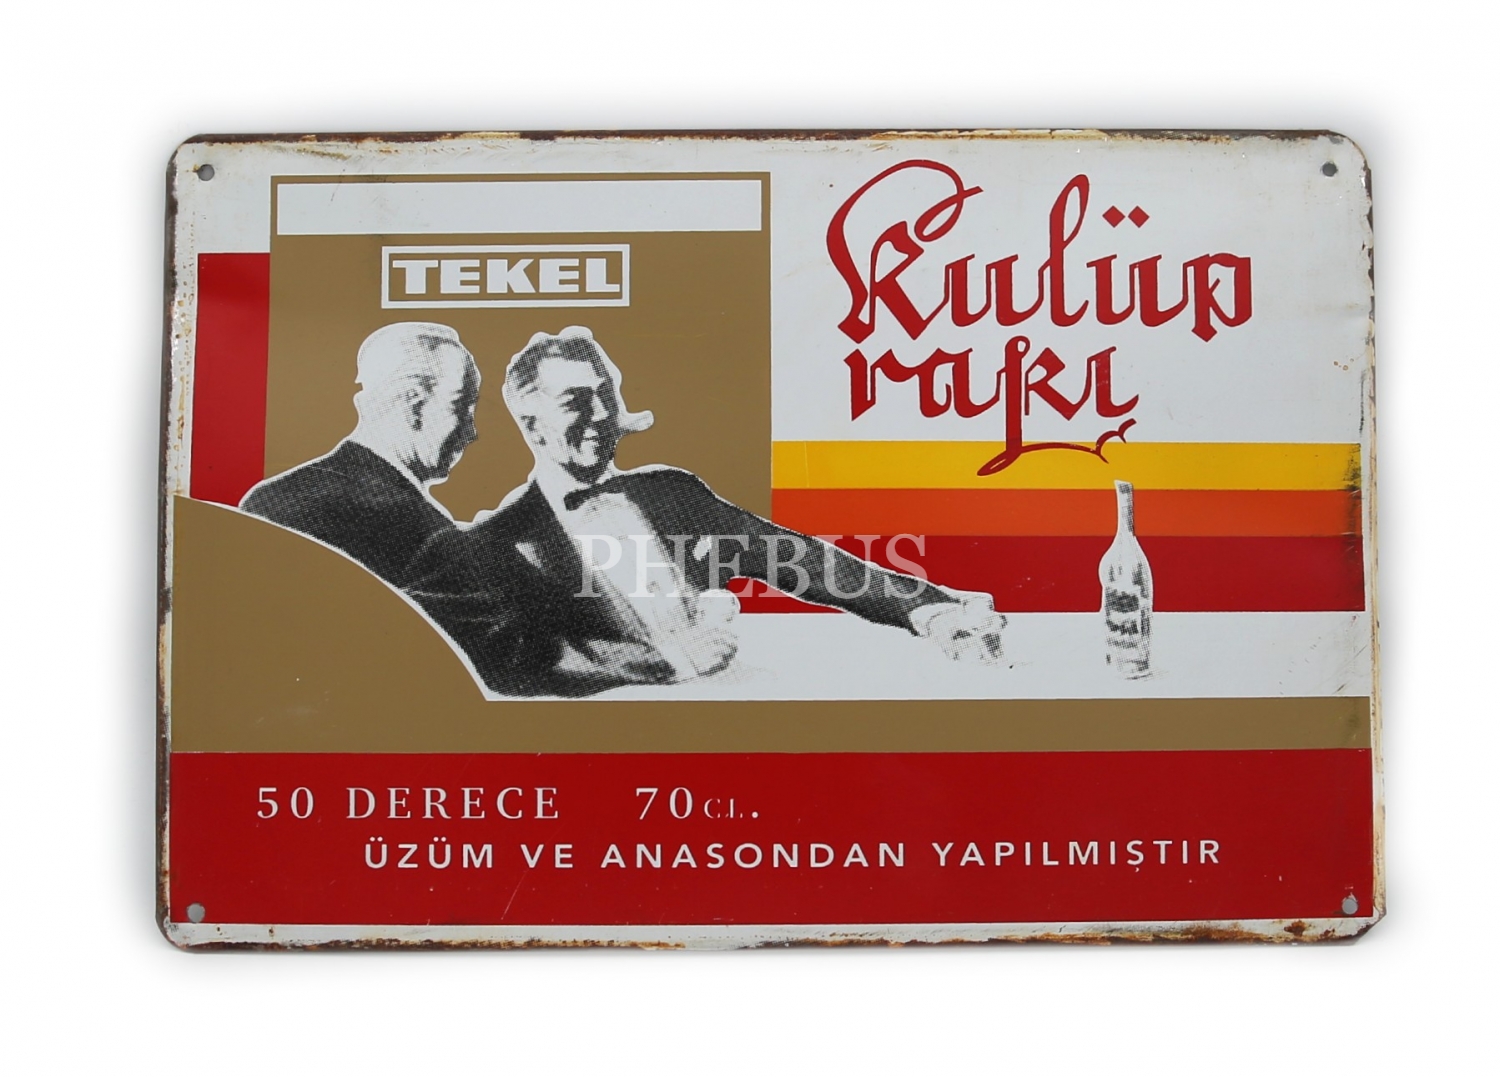 TEKEL
Kulüp
rakı
PHEBUS
50 DERECE 70 CL.
ÜZÜM VE ANASONDAN YAPILMIŞTIR